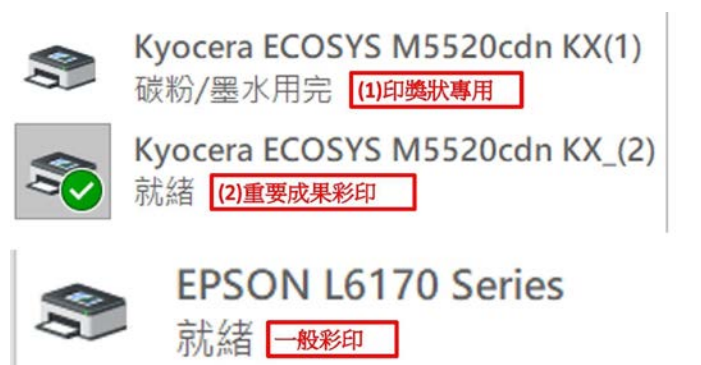 Kyocera ECOSYS M5520cdn KX(1)
碳粉/墨水用完 (1)印獎狀專用
Kyocera ECOSYS M5520cdn KX_(2)
就緒 (2)重要成果彩印
EPSON L6170 Series
就緒 一般彩印